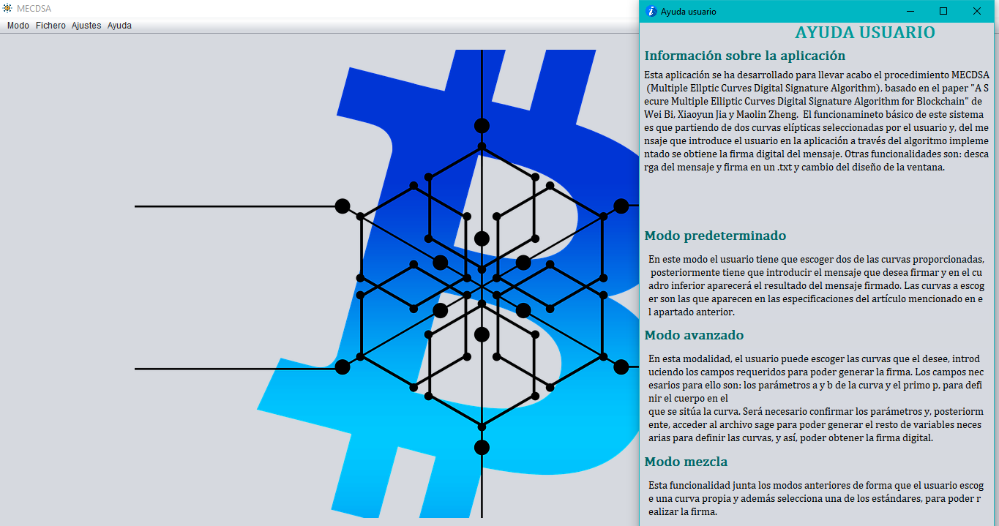 MECDSA
Modo Fichero Ajustes Ayuda
Ayuda usuario
AYUDA USUARIO
Información sobre la aplicación
Esta aplicación se ha desarrollado para llevar acabo el procedimiento MECDSA
(Multiple Ellptic Curves Digital Signature Algorithm), basado en el paper "A S
ecure Multiple Elliptic Curves Digital Signature Algorithm for Blockchain" de
Wei Bi, Xiaoyun Jia y Maolin Zheng. El funcionamineto básico de este sistema
es que partiendo de dos curvas elípticas seleccionadas por el usuario y, del me
nsaje que introduce el usuario en la aplicación a través del algoritmo impleme
ntado se obtiene la firma digital del mensaje. Otras funcionalidades son: desca
rga del mensaje y firma en un .txt y cambio del diseño de la ventana.
Modo predeterminado
En este modo el usuario tiene que escoger dos de las curvas proporcionadas,
posteriormente tiene que introducir el mensaje que desea firmar y en el cu
adro inferior aparecerá el resultado del mensaje firmado. Las curvas a escog
er son las que aparecen en las especificaciones del artículo mencionado en e
l apartado anterior.
Modo avanzado
En esta modalidad, el usuario puede escoger las curvas que el desee, introd
uciendo los campos requeridos para poder generar la firma. Los campos nec
esarios para ello son: los parámetros a y b de la curva y el primo p, para defi
nir el cuerpo en el
que se sitúa la curva. Será necesario confirmar los parámetros y, posteriorm
ente, acceder al archivo sage para poder generar el resto de variables neces
arias para definir las curvas, y así, poder obtener la firma digital.
Modo mezcla
Esta funcionalidad junta los modos anteriores de forma que el usuario escog
e una curva propia y además selecciona una de los estándares, para poder r
ealizar la firma.